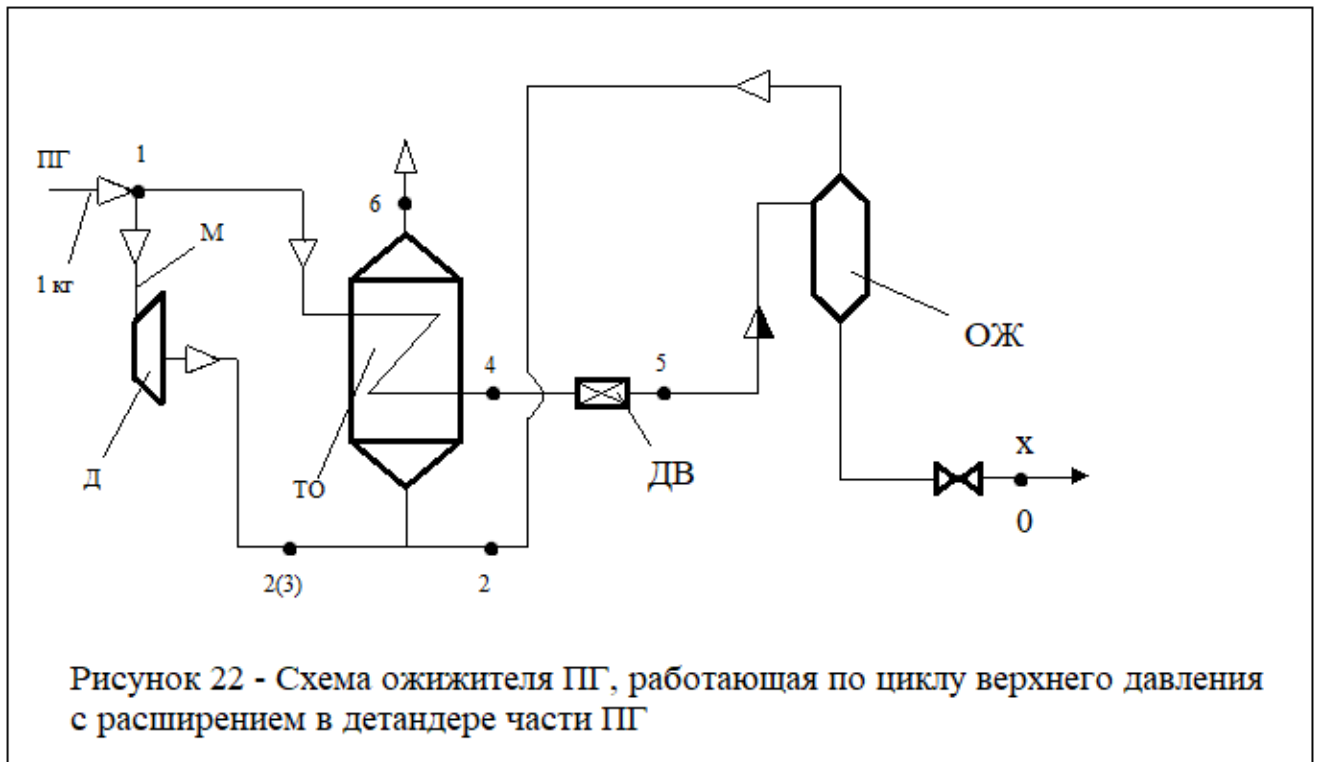 ПГ
1
М
1 кг
Д
6
ТО
4
5
ДВ
ОЖ
х
0
2(3)
2
Рисунок 22 - Схема ожижителя ПГ, работающая по циклу верхнего давления
с расширением в детандере части ПГ